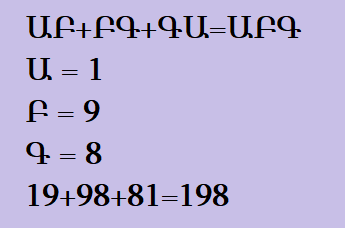 ԱԲ+ԲԳ+ԳԱ=ԱԲԳ
Ա = 1
Բ = 9
Գ = 8
19+98+81=198